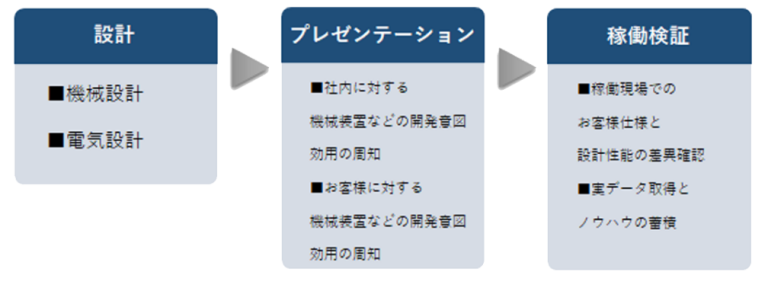 設計
■機械設計
■電気設計
プレゼンテーション
■社内に対する
機械装置などの開発意図
効用の周知
■お客様に対する
機械装置などの開発意図
効用の周知
稼働検証
■稼働現場での
お客様仕様と
設計性能の差異確認
■実データ取得と
ノウハウの蓄積